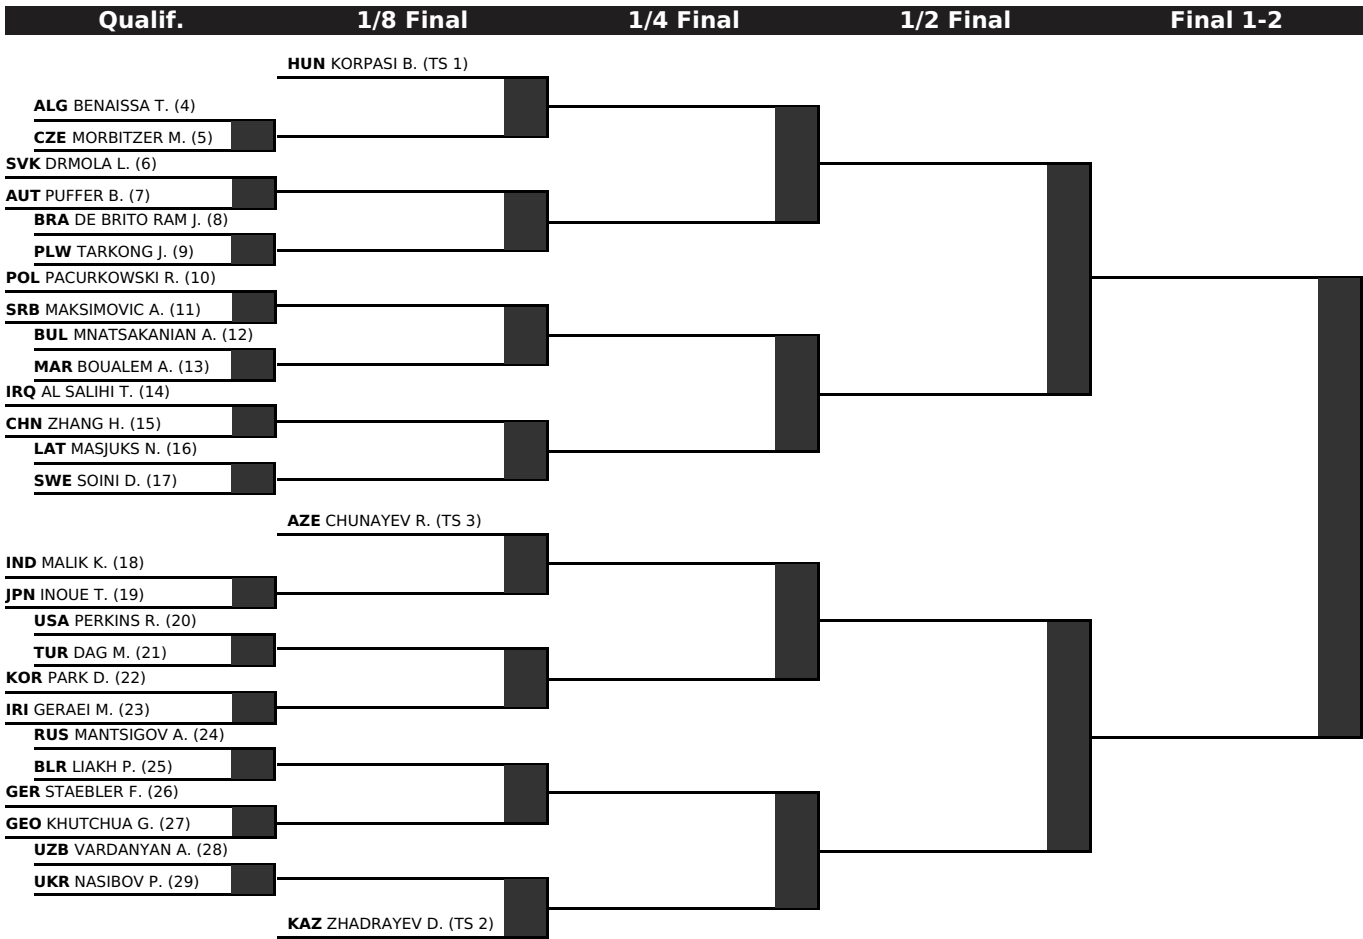 Qualif. 1/8 Final 1/4 Final 1/2 Final Final 1-2
HUN KORPASI B. (TS 1)
ALG BENAISSA T. (4)
CZE MORBITZER M. (5)
SVK DRMOLA L. (6)
AUT PUFFER B. (7)
BRA DE BRITO RAM J. (8)
PLW TARKONG J. (9)
POL PACURKOWSKI R. (10)
SRB MAKSIMOVIC A. (11)
BUL MNATSAKANIAN A. (12)
MAR BOUALEM A. (13)
IRQ AL SALIHI T. (14)
CHN ZHANG H. (15)
LAT MASJUKS N. (16)
SWE SOINI D. (17)
AZE CHUNAYEV R. (TS 3)
IND MALIK K. (18)
JPN INOUE T. (19)
USA PERKINS R. (20)
TUR DAG M. (21)
KOR PARK D. (22)
IRI GERAEI M. (23)
RUS MANTSIGOV A. (24)
BLR LIAKH P. (25)
GER STAEBLER F. (26)
GEO KHUTCHUA G. (27)
UZB VARDANYAN A. (28)
UKR NASIBOV P. (29)
KAZ ZHADRAYEV D. (TS 2)